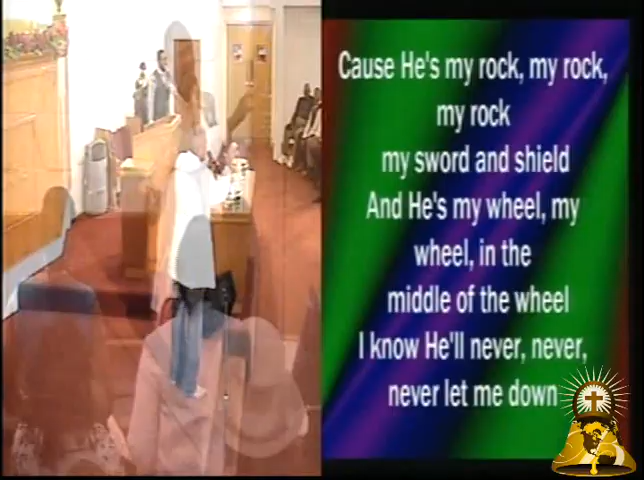 Cause He's my rock, my rock,
my rock
my sword and shield
And He's my wheel, my
wheel, in the
middle of the wheel
I know He'll never, never,
never let me down